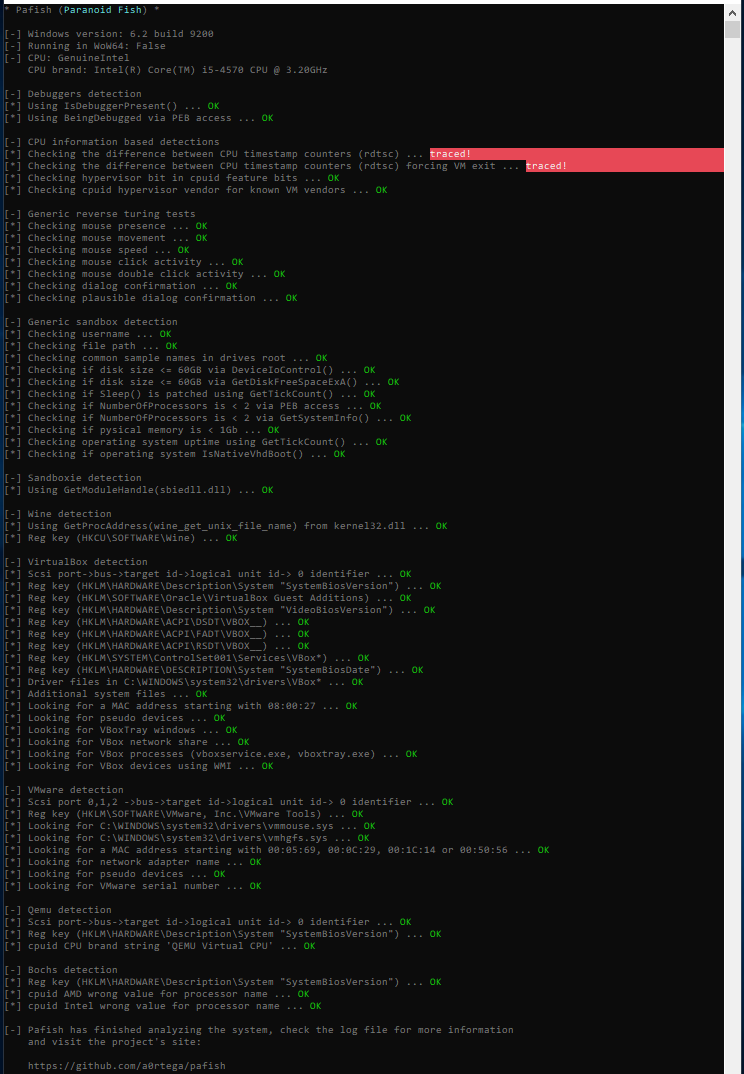 * Pafish (Paranoid Fish) *
[-] Windows version: 6.2 build 9200
[-] Running in WoW64: False
[-] CPU: GenuineIntel
    CPU brand: Intel(R) Core(TM) i5-4570 CPU @ 3.20GHz
[-] Debuggers detection
[*] Using IsDebuggerPresent() ... OK
[*] Using BeingDebugged via PEB access ... OK
[-] CPU information based detections
[*] Checking the difference between CPU timestamp counters (rdtsc) ... traced!
[*] Checking the difference between CPU timestamp counters (rdtsc) forcing VM exit ... traced!
[*] Checking hypervisor bit in cpuid feature bits ... OK
[*] Checking cpuid hypervisor vendor for known VM vendors ... OK
[-] Generic reverse turing tests
[*] Checking mouse presence ... OK
[*] Checking mouse movement ... OK
[*] Checking mouse speed ... OK
[*] Checking mouse click activity ... OK
[*] Checking mouse double click activity ... OK
[*] Checking dialog confirmation ... OK
[*] Checking plausible dialog confirmation ... OK
[-] Generic sandbox detection
[*] Checking username ... OK
[*] Checking file path ... OK
[*] Checking common sample names in drives root ... OK
[*] Checking if disk size <= 60GB via DeviceIoControl() ... OK
[*] Checking if disk size <= 60GB via GetDiskFreeSpaceExA() ... OK
[*] Checking if Sleep() is patched using GetTickCount() ... OK
[*] Checking if NumberOfProcessors is < 2 via PEB access ... OK
[*] Checking if NumberOfProcessors is < 2 via GetSystemInfo() ... OK
[*] Checking if pysical memory is < 1Gb ... OK
[*] Checking operating system uptime using GetTickCount() ... OK
[*] Checking if operating system IsNativeVhdBoot() ... OK
[-] Sandboxie detection
[*] Using GetModuleHandle(sbiedll.dll) ... OK
[-] Wine detection
[*] Using GetProcAddress(wine_get_unix_file_name) from kernel32.dll ... OK
[*] Reg key (HKCU\SOFTWARE\Wine) ... OK
[-] VirtualBox detection
[*] Scsi port->bus->target id->logical unit id-> 0 identifier ... OK
[*] Reg key (HKLM\HARDWARE\Description\System "SystemBiosVersion") ... OK
[*] Reg key (HKLM\SOFTWARE\Oracle\VirtualBox Guest Additions) ... OK
[*] Reg key (HKLM\HARDWARE\Description\System "VideoBiosVersion") ... OK
[*] Reg key (HKLM\HARDWARE\ACPI\DSDT\VBOX__) ... OK
[*] Reg key (HKLM\HARDWARE\ACPI\FADT\VBOX__) ... OK
[*] Reg key (HKLM\HARDWARE\ACPI\RSDT\VBOX__) ... OK
[*] Reg key (HKLM\SYSTEM\ControlSet001\Services\VBox*) ... OK
[*] Reg key (HKLM\HARDWARE\DESCRIPTION\System "SystemBiosDate") ... OK
[*] Driver files in C:\WINDOWS\system32\drivers\VBox* ... OK
[*] Additional system files ... OK
[*] Looking for a MAC address starting with 08:00:27 ... OK
[*] Looking for pseudo devices ... OK
[*] Looking for VBoxTray windows ... OK
[*] Looking for VBox network share ... OK
[*] Looking for VBox processes (vboxservice.exe, vboxtray.exe) ... OK
[*] Looking for VBox devices using WMI ... OK
[-] VMware detection
[*] Scsi port 0,1,2 ->bus->target id->logical unit id-> 0 identifier ... OK
[*] Reg key (HKLM\SOFTWARE\VMware, Inc.\VMware Tools) ... OK
[*] Looking for C:\WINDOWS\system32\drivers\vmmouse.sys ... OK
[*] Looking for C:\WINDOWS\system32\drivers\vmhgfs.sys ... OK
[*] Looking for a MAC address starting with 00:05:69, 00:0C:29, 00:1C:14 or 00:50:56 ... OK
[*] Looking for network adapter name ... OK
[*] Looking for pseudo devices ... OK
[*] Looking for VMware serial number ... OK
[-] Qemu detection
[*] Scsi port->bus->target id->logical unit id-> 0 identifier ... OK
[*] Reg key (HKLM\HARDWARE\Description\System "SystemBiosVersion") ... OK
[*] cpuid CPU brand string 'QEMU Virtual CPU' ... OK
[-] Bochs detection
[*] Reg key (HKLM\HARDWARE\Description\System "SystemBiosVersion") ... OK
[*] cpuid AMD wrong value for processor name ... OK
[*] cpuid Intel wrong value for processor name ... OK
[-] Pafish has finished analyzing the system, check the log file for more information
    and visit the project's site:
    https://github.com/a0rtega/pafish